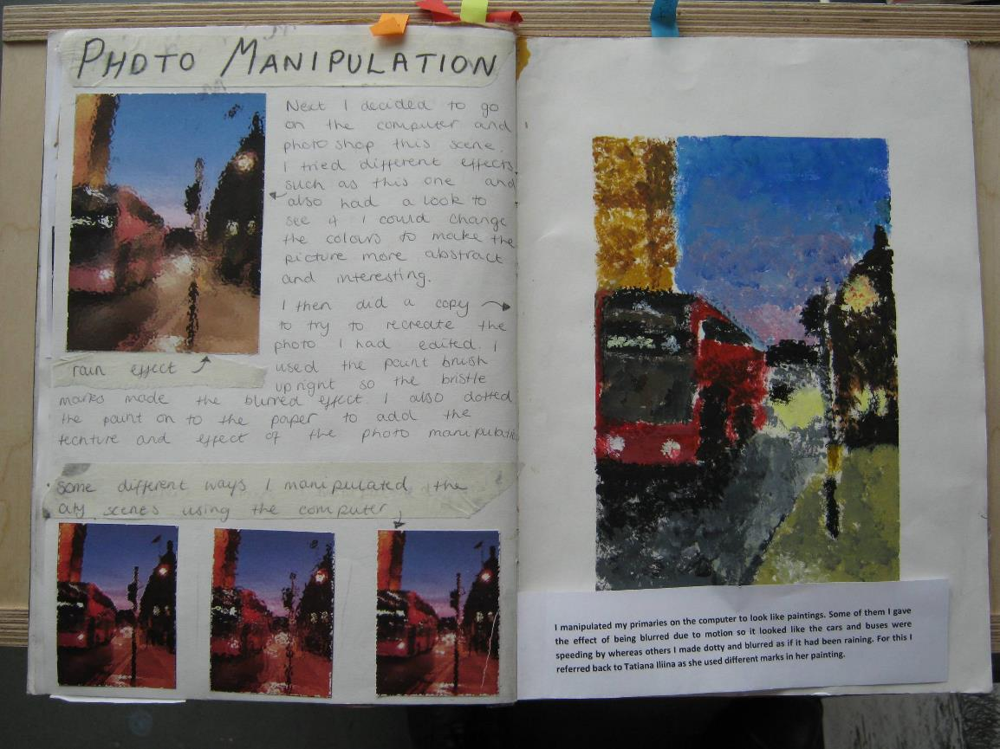 PHOTO MANIPULATION
Next I decided to go
on the computer and
photoshop this scene.
I tried different effects
such as this one and
also had a look to
see if I could change
the colours to make the
picture more abstract
and interesting.
I then did a copy
to try to recreate the
photo I had edited. I
used the paint brush
upright so the bristle
marks made the blurred effect. I also dotted
the paint on to the paper to add the
techture and effect of the photo manipulation
rain effect
Some different ways I manipulated the
city scenes using the computer
I manipulated my primaries on the computer to look like paintings. Some of them I gave
the effect of being blurred due to motion so it looked like the cars and buses were
speeding by whereas others I made dotty and blurred as if it had been raining. For this I
referred back to Tatiana Iliina as she used different marks in her painting.